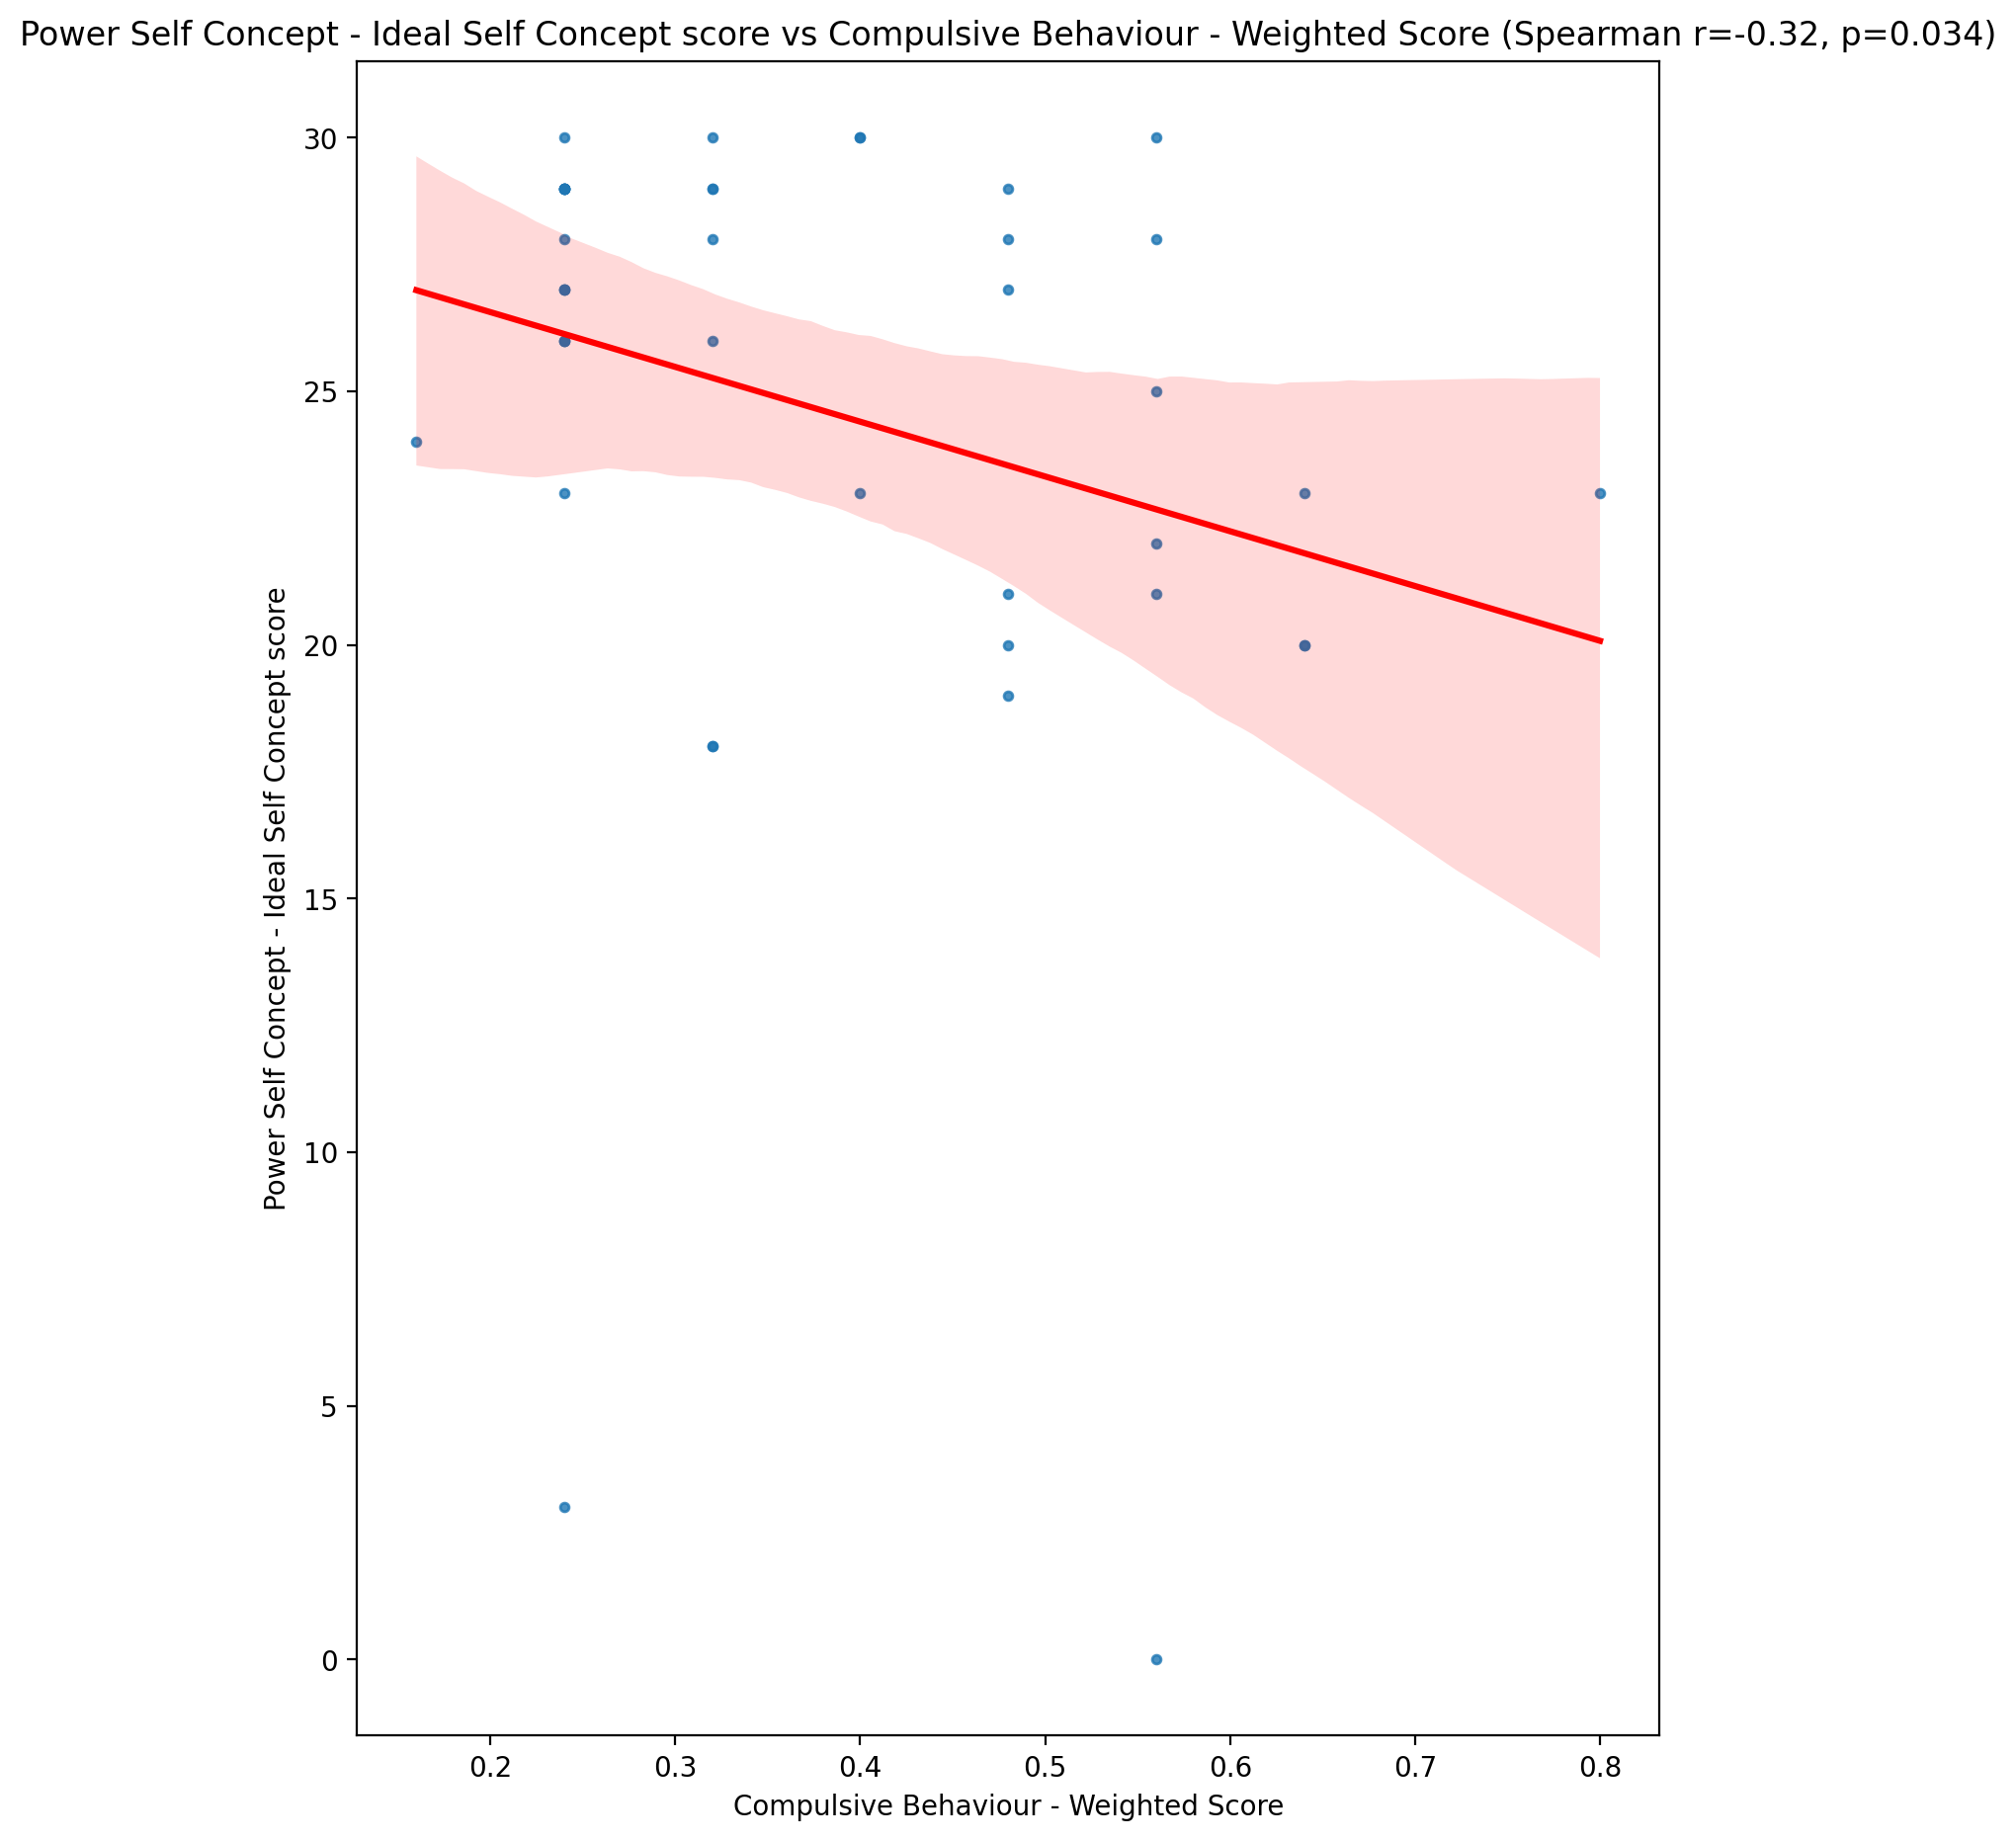 Power Self Concept - Ideal Self Concept score vs Compulsive Behaviour - Weighted Score (Spearman r=-0.32, p=0.034)
30
25
20
15
10
5
0
Power Self Concept - Ideal Self Concept score
0.2 0.3 0.4 0.5 0.6 0.7 0.8
Compulsive Behaviour - Weighted Score